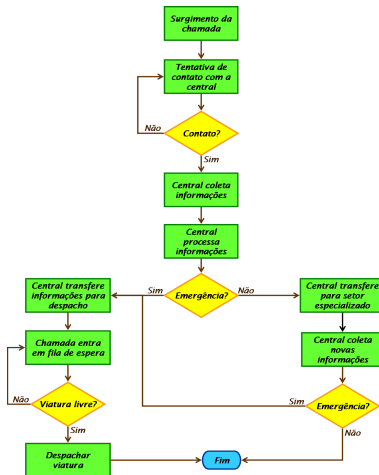 Surgimento da
chamada
Tentativa de
contato com a
central
Não
Contato?
Sim
Central coleta
informações
Central
processa
informações
Central transfere
informações para
despacho
Sim
Emergência?
Não
Central transfere
para setor
especializado
Chamada entra
em fila de espera
Central coleta
novas
informações
Não
Viatura livre?
Sim
Sim
Emergência?
Não
Despachar
viatura
Fim